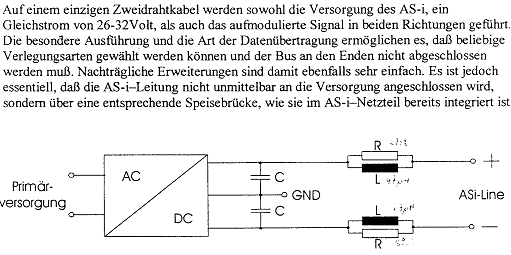 Auf einem einzigen Zweidrahtkabel werden sowohl die Versorgung des AS-i, ein
Gleichstrom von 26-32Volt, als auch das aufmodulierte Signal in beiden Richtungen geführt.
Die besondere Ausführung und die Art der Datenübertragung ermöglichen es, daß beliebige
Verlegungsarten gewählt werden können und der Bus an den Enden nicht abgeschlossen
werden muß. Nachträgliche Erweiterungen sind damit ebenfalls sehr einfach. Es ist jedoch
essentiell, daß die AS-i-Leitung nicht unmittelbar an die Versorgung angeschlossen wird,
sondern über eine entsprechende Speisebrücke, wie sie im AS-i-Netzteil bereits integriert ist
R
AC
C
L
+
Primär-
versorgung
GND
ASi-Line
DC
C
L
-
R